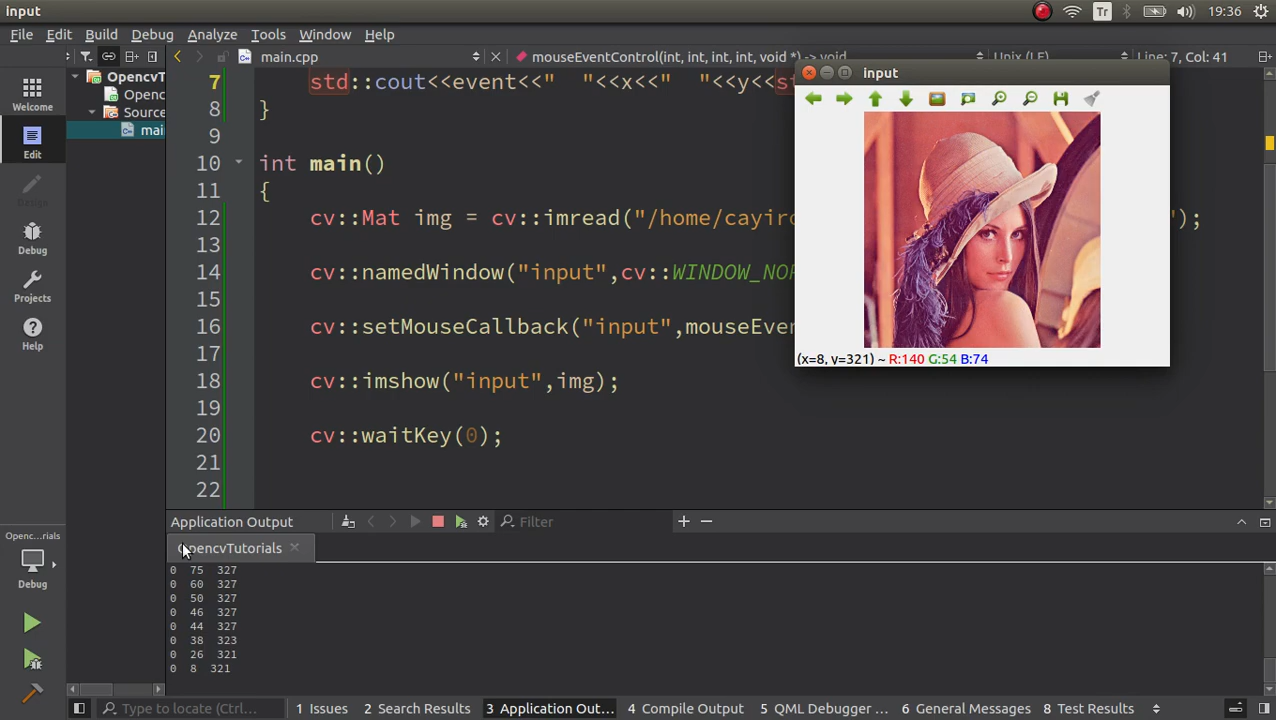 input
Tr
19:36
File Edit Build Debug Analyze Tools Window Help
main.cpp
mouseEventControl(int, int, int, int, void *) -> void
Unix (LF)
Line: 7, Col: 41
Welcome
Edit
Design
Debug
Projects
Help
OpencvT
Openc
Source
mai
7 std::cout<<event<<" "<<x<<" "<<y<<st
8 }
9
10 int main()
11 {
12 cv::Mat img = cv::imread("/home/cayiro ");
13
14 cv::namedWindow("input",cv::WINDOW_NOR
15
16 cv::setMouseCallback("input",mouseEven
17
18 cv::imshow("input",img);
19
20 cv::waitKey(0);
21
22
input
(x=8, y=321) ~ R:140 G:54 B:74
Openc...rials
Debug
Application Output
Filter
OpencvTutorials
0 75 327
0 60 327
0 50 327
0 46 327
0 44 327
0 38 323
0 26 321
0 8 321
Type to locate (Ctrl...
1 Issues
2 Search Results
3 Application Out...
4 Compile Output
5 QML Debugger ...
6 General Messages
8 Test Results